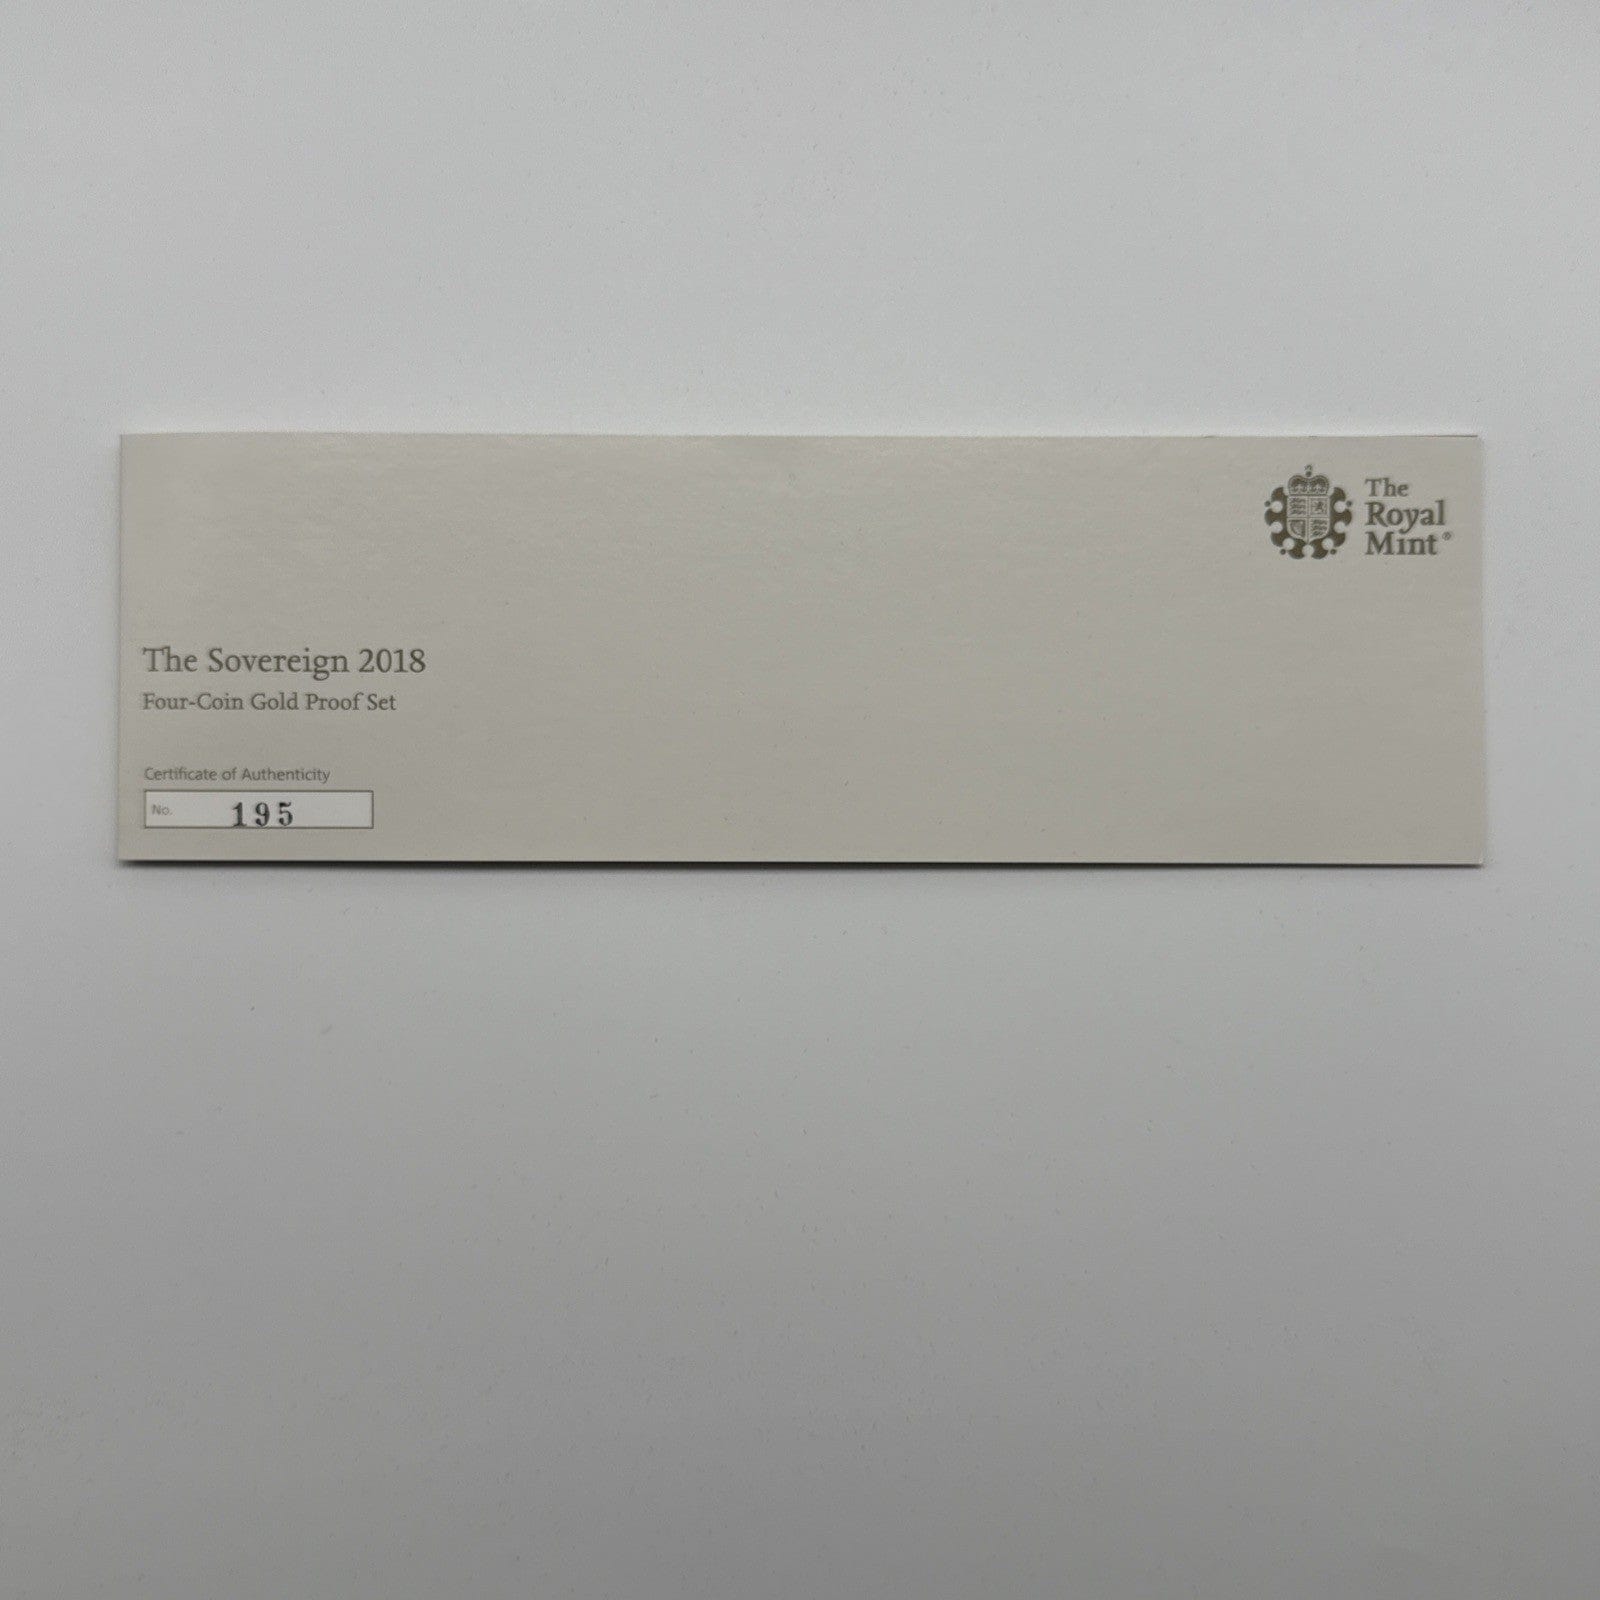 The
Royal
Mint®
The Sovereign 2018
Four-Coin Gold Proof Set
Certificate of Authenticity
No. 195